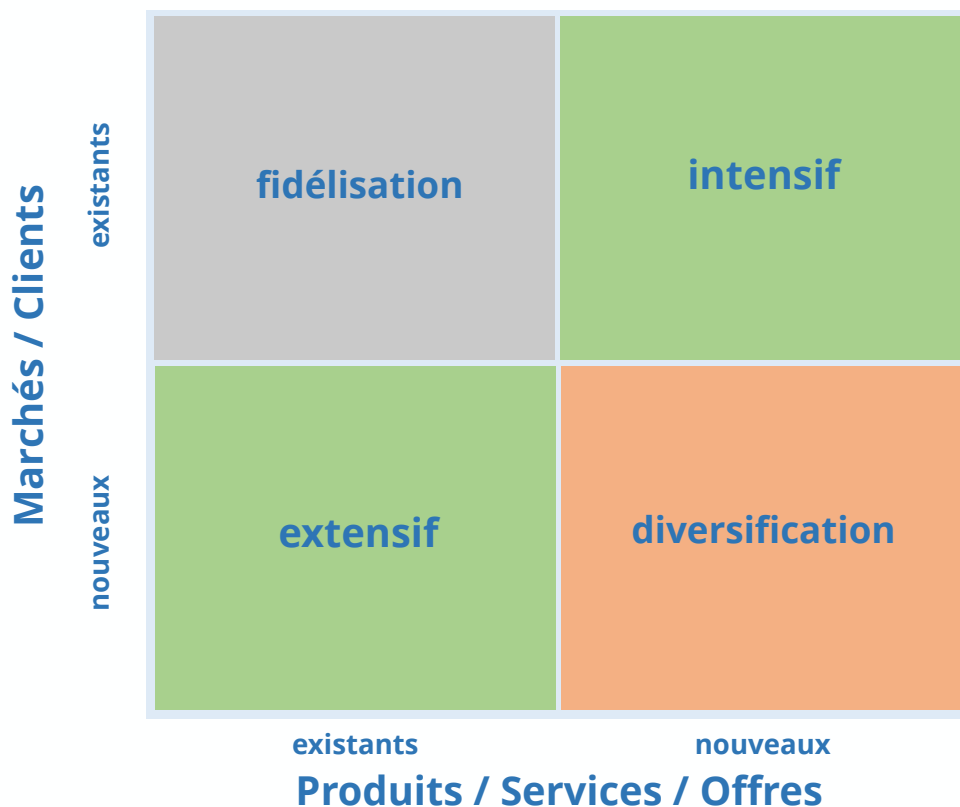 Marchés / Clients
existants
fidélisation
intensif
nouveaux
extensif
diversification
existants
nouveaux
Produits / Services / Offres